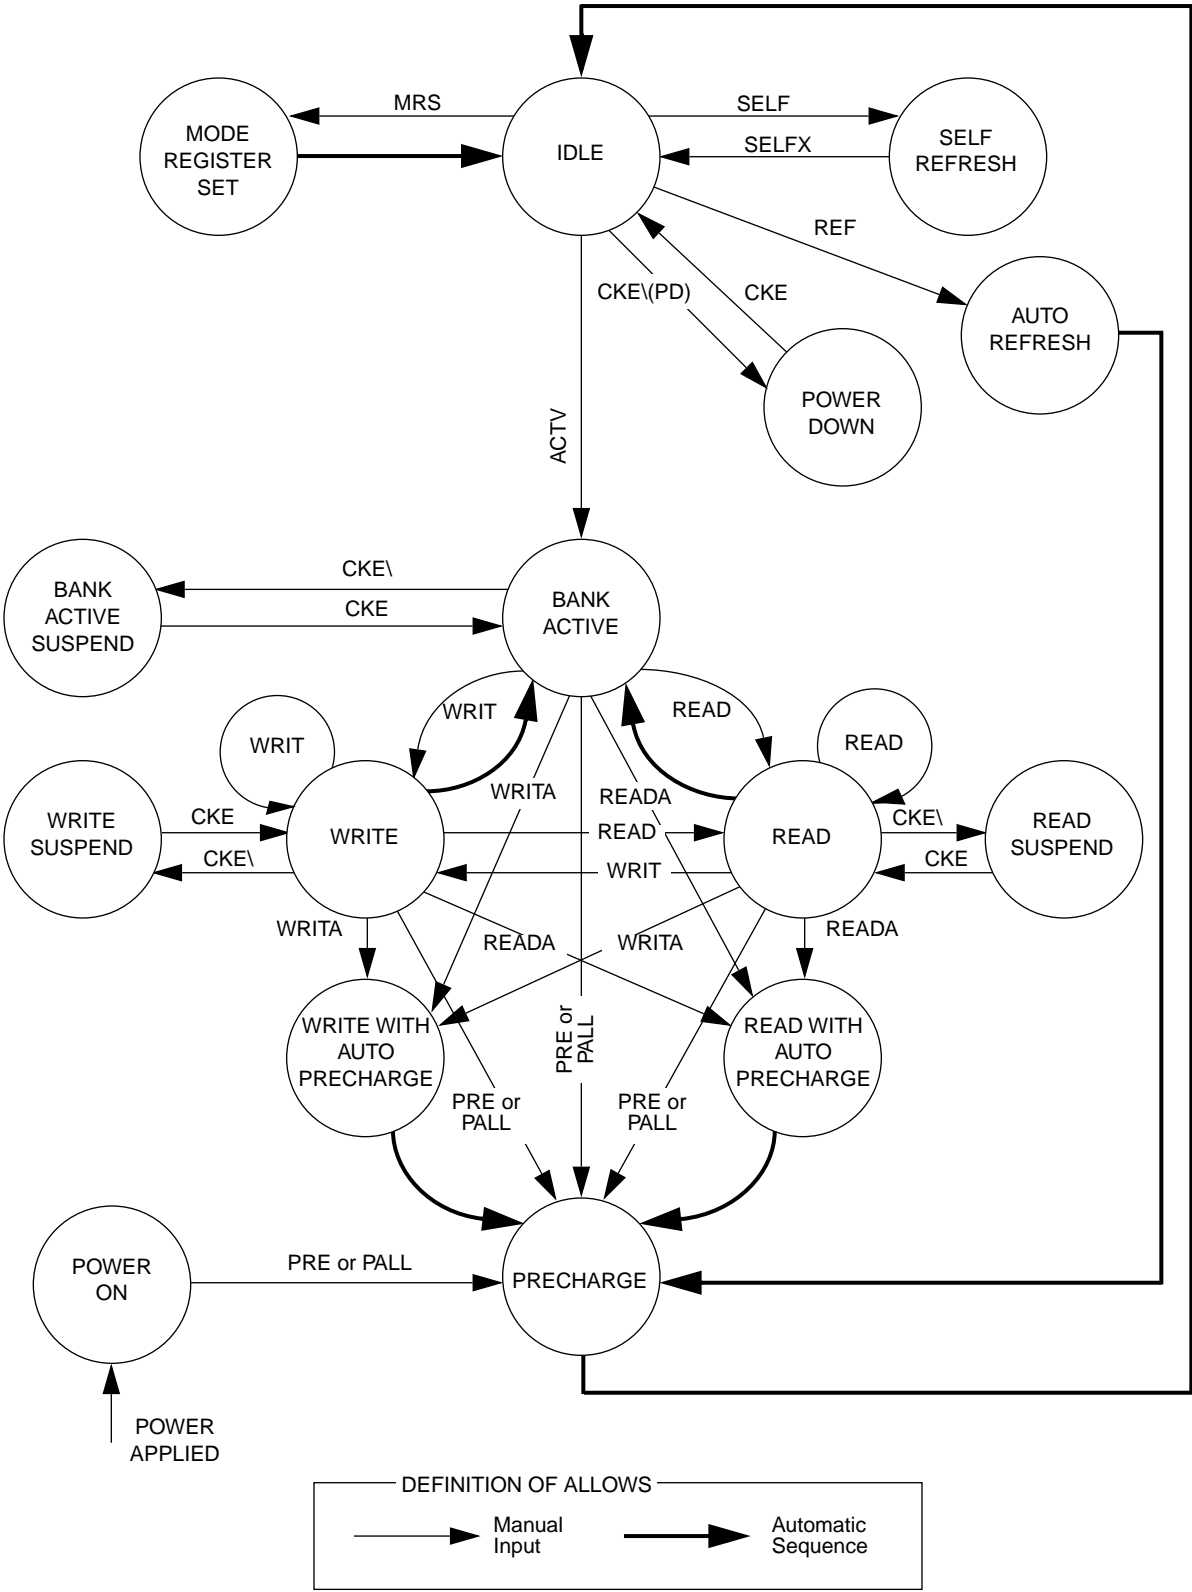 MRS
SELF
MODE
REGISTER
SET
IDLE
SELFX
SELF
REFRESH
REF
CKE\(PD)
CKE
AUTO
REFRESH
POWER
DOWN
ACTV
BANK
ACTIVE
SUSPEND
CKE\
CKE
BANK
ACTIVE
WRIT
READ
WRIT
READ
WRITA
READA
WRITE
SUSPEND
CKE
CKE\
WRITE
READ
WRIT
READ
CKE\
CKE
READ
SUSPEND
WRITA
READA
WRITA
READA
WRITE WITH
AUTO
PRECHARGE
PRE or
PALL
READ WITH
AUTO
PRECHARGE
PRE or
PALL
PRE or
PALL
POWER
ON
PRE or PALL
PRECHARGE
POWER
APPLIED
DEFINITION OF ALLOWS
Manual
Input
Automatic
Sequence